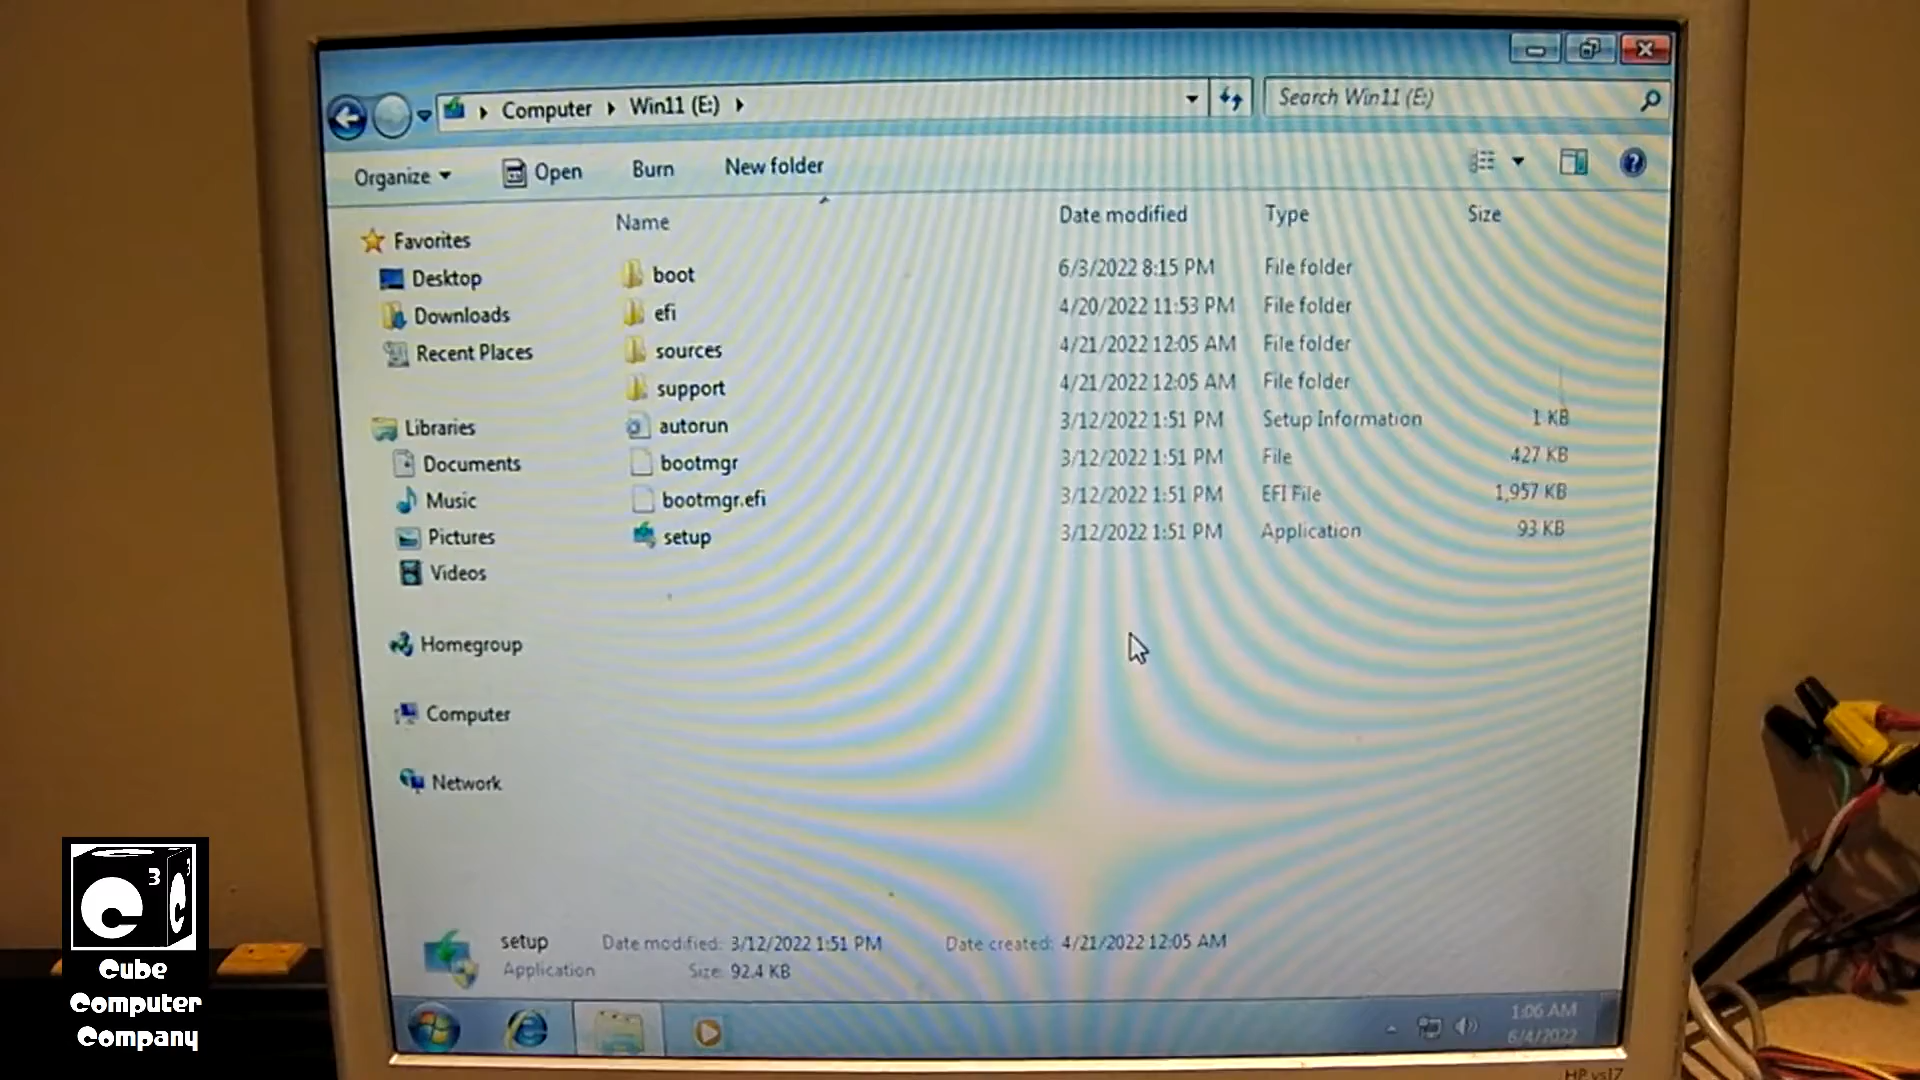 Computer Win11 (E:)
Search Win11 (E:)
Organize Open Burn New folder
Name Date modified Type Size
Favorites
Desktop
Downloads
Recent Places
Libraries
Documents
Music
Pictures
Videos
Homegroup
Computer
Network
boot 6/3/2022 8:15 PM File folder
efi 4/20/2022 11:53 PM File folder
sources 4/21/2022 12:05 AM File folder
support 4/21/2022 12:05 AM File folder
autorun 3/12/2022 1:51 PM Setup Information 1 KB
bootmgr 3/12/2022 1:51 PM File 427 KB
bootmgr.efi 3/12/2022 1:51 PM EFI File 1,957 KB
setup 3/12/2022 1:51 PM Application 93 KB
setup Date modified: 3/12/2022 1:51 PM Date created: 4/21/2022 12:05 AM
Application Size: 92.4 KB
1:06 AM
6/4/2022
HP vs17
C 3
C 3
Cube
Computer
Company